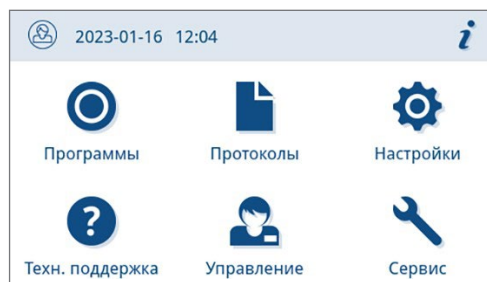 2023-01-16 12:04 i
Программы Протоколы Настройки
?
Техн. поддержка Управление Сервис